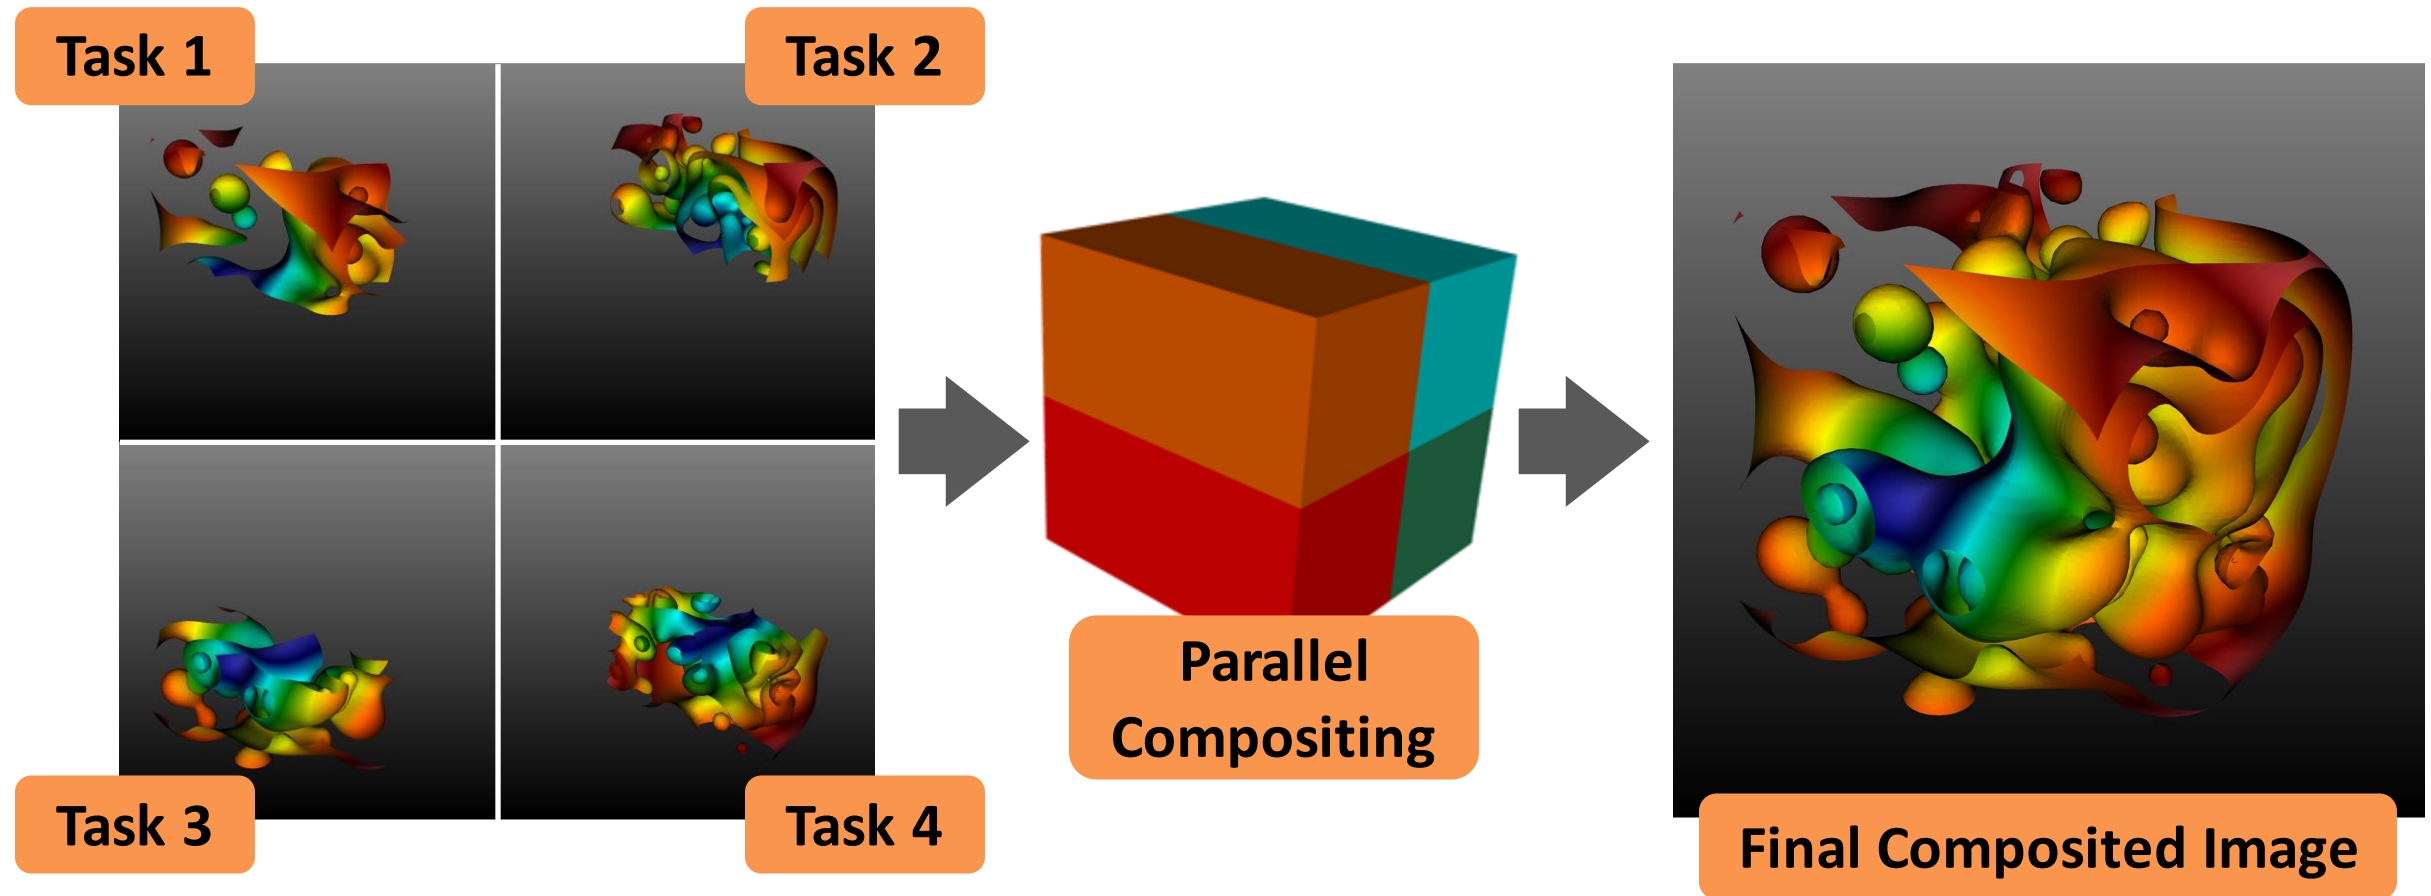 Task 1
Task 2
Task 3
Task 4
Parallel
Compositing
Final Composited Image